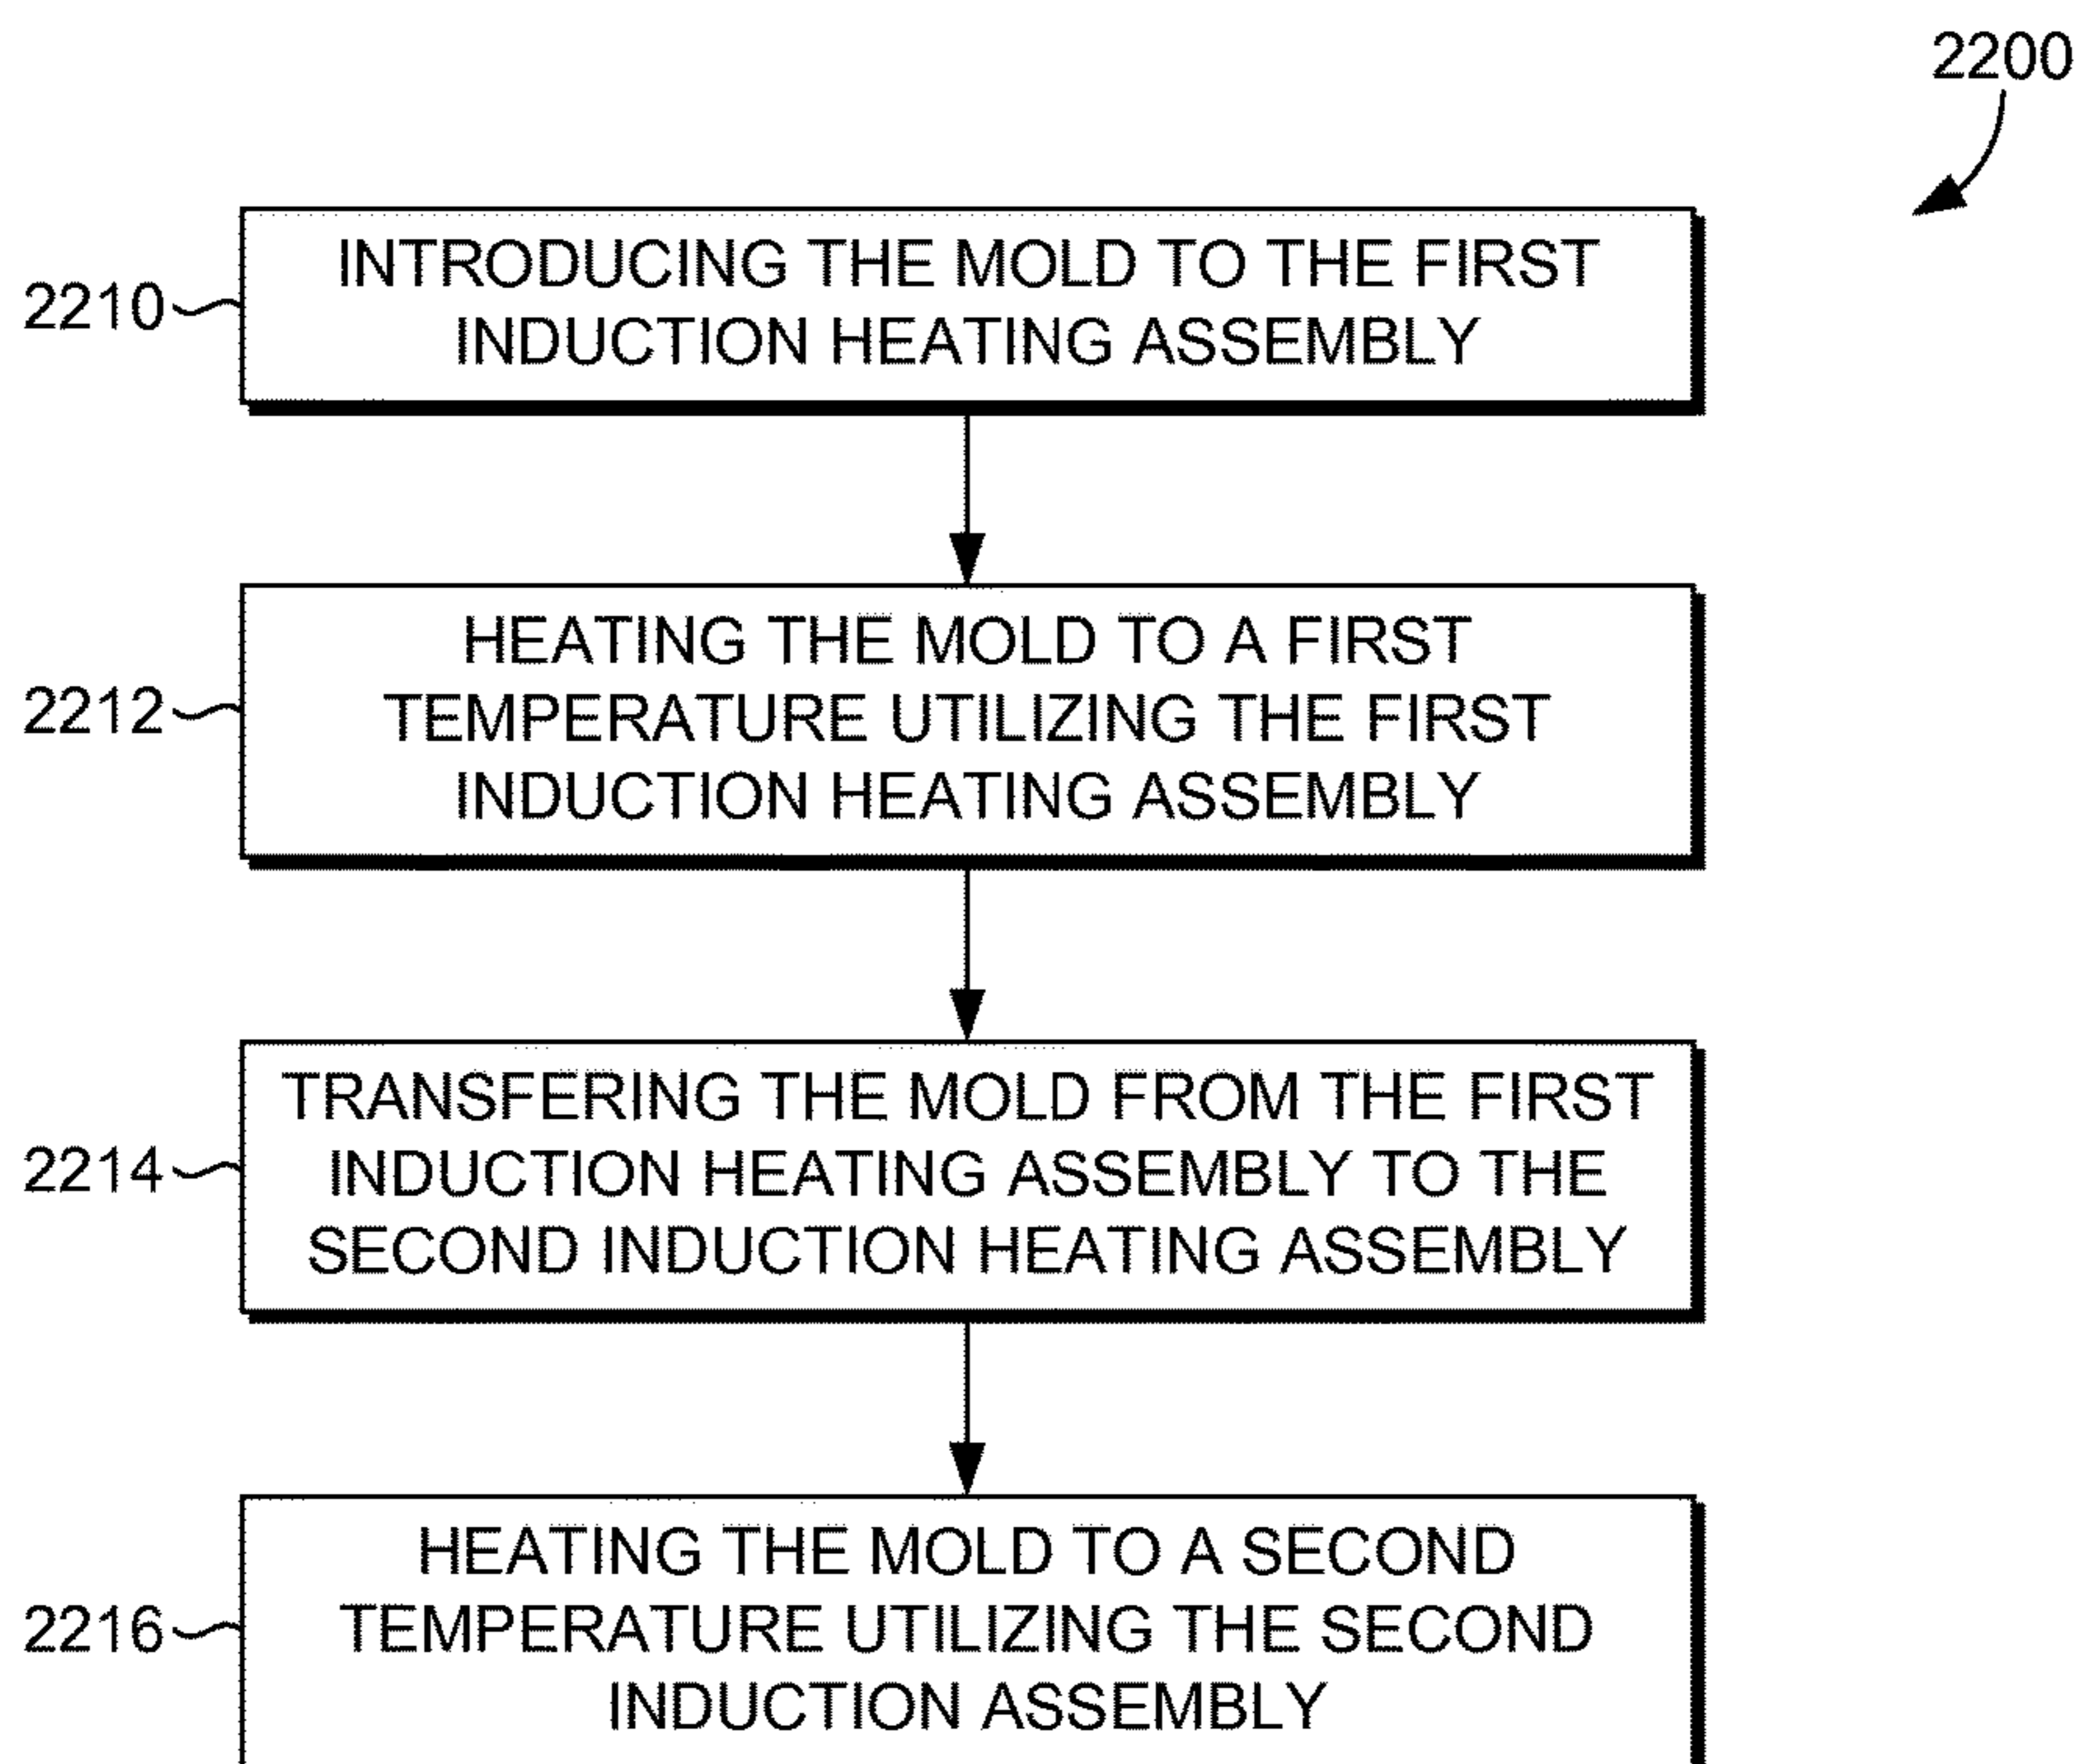 2200
2210
INTRODUCING THE MOLD TO THE FIRST
INDUCTION HEATING ASSEMBLY
2212
HEATING THE MOLD TO A FIRST
TEMPERATURE UTILIZING THE FIRST
INDUCTION HEATING ASSEMBLY
2214
TRANSFERING THE MOLD FROM THE FIRST
INDUCTION HEATING ASSEMBLY TO THE
SECOND INDUCTION HEATING ASSEMBLY
2216
HEATING THE MOLD TO A SECOND
TEMPERATURE UTILIZING THE SECOND
INDUCTION ASSEMBLY